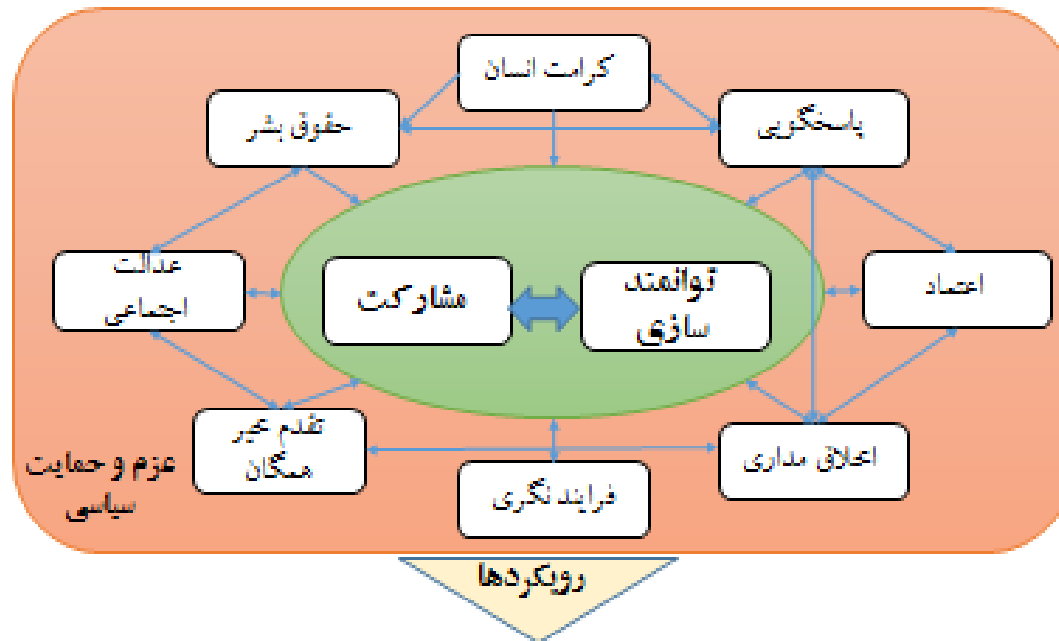 کرامت انسان
حقوق بشر
پاسخگویی
عدالت
اجتماعی
مشارکت
توانمند
سازی
اعتماد
تقدم خیر
همگان
اخلاق مداری
فرایند نگری
عزم و حمایت
سیاسی
رویکردها